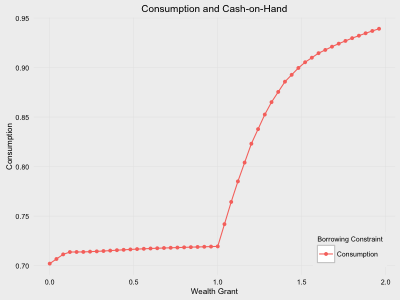 Consumption and Cash-on-Hand
0.95
0.90
0.85
0.80
0.75
0.70
Consumption
Borrowing Constraint
Consumption
0.0 0.5 1.0 1.5 2.0
Wealth Grant